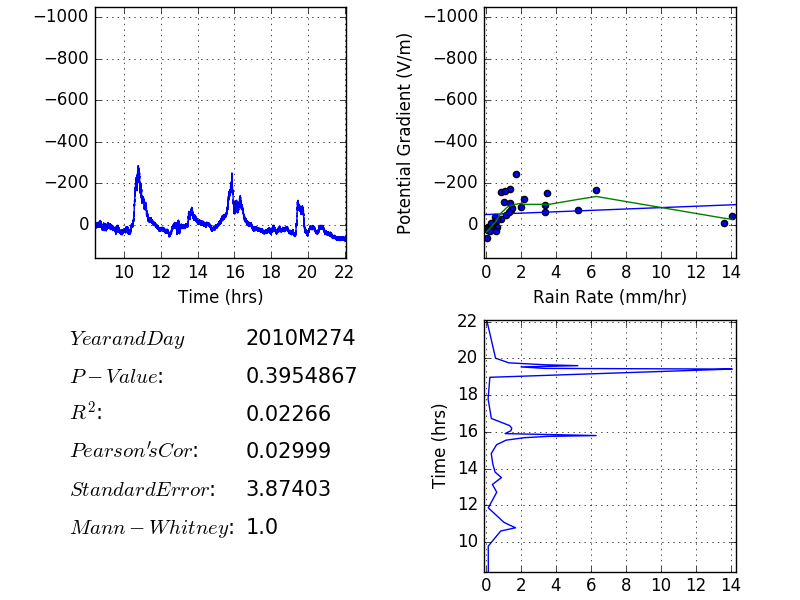 −1000
−800
−600
−400
−200
0
10 12 14 16 18 20 22
Time (hrs)
Potential Gradient (V/m)
−1000
−800
−600
−400
−200
0
0 2 4 6 8 10 12 14
Rain Rate (mm/hr)
YearandDay 2010M274
P−Value: 0.3954867
R²: 0.02266
Pearson'sCor: 0.02999
StandardError: 3.87403
Mann−Whitney: 1.0
Time (hrs)
22
20
18
16
14
12
10
0 2 4 6 8 10 12 14